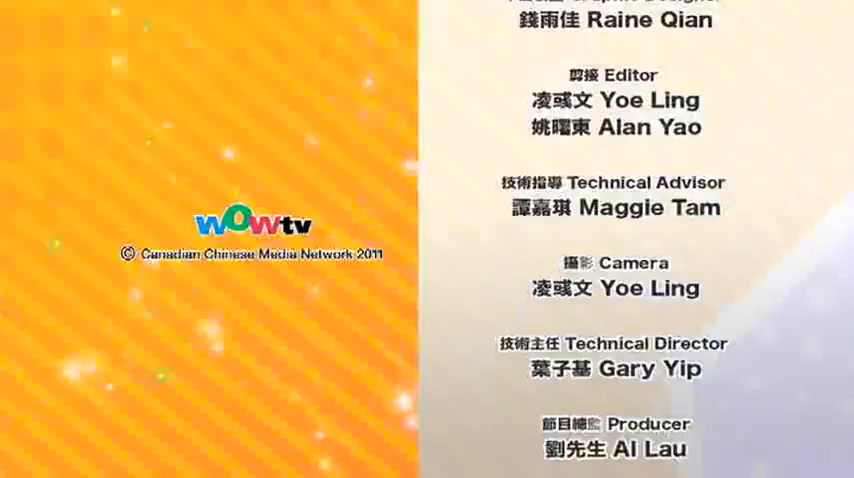 WOWtv
© Canadian Chinese Media Network 2011
錢雨佳 Raine Qian
剪接 Editor
凌彧文 Yoe Ling
姚曙東 Alan Yao
技術指導 Technical Advisor
譚嘉琪 Maggie Tam
攝影 Camera
凌彧文 Yoe Ling
技術主任 Technical Director
葉子基 Gary Yip
節目總監 Producer
劉先生 Al Lau